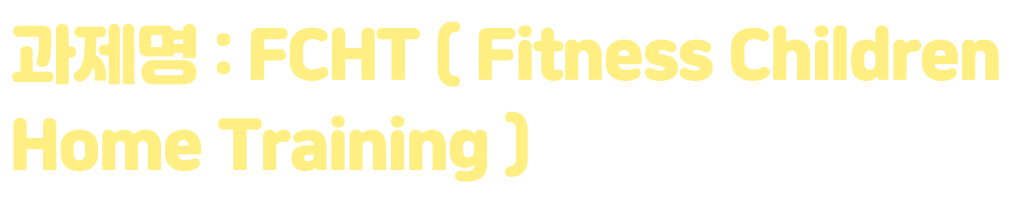 과제명 : FCHT ( Fitness Children
Home Training )